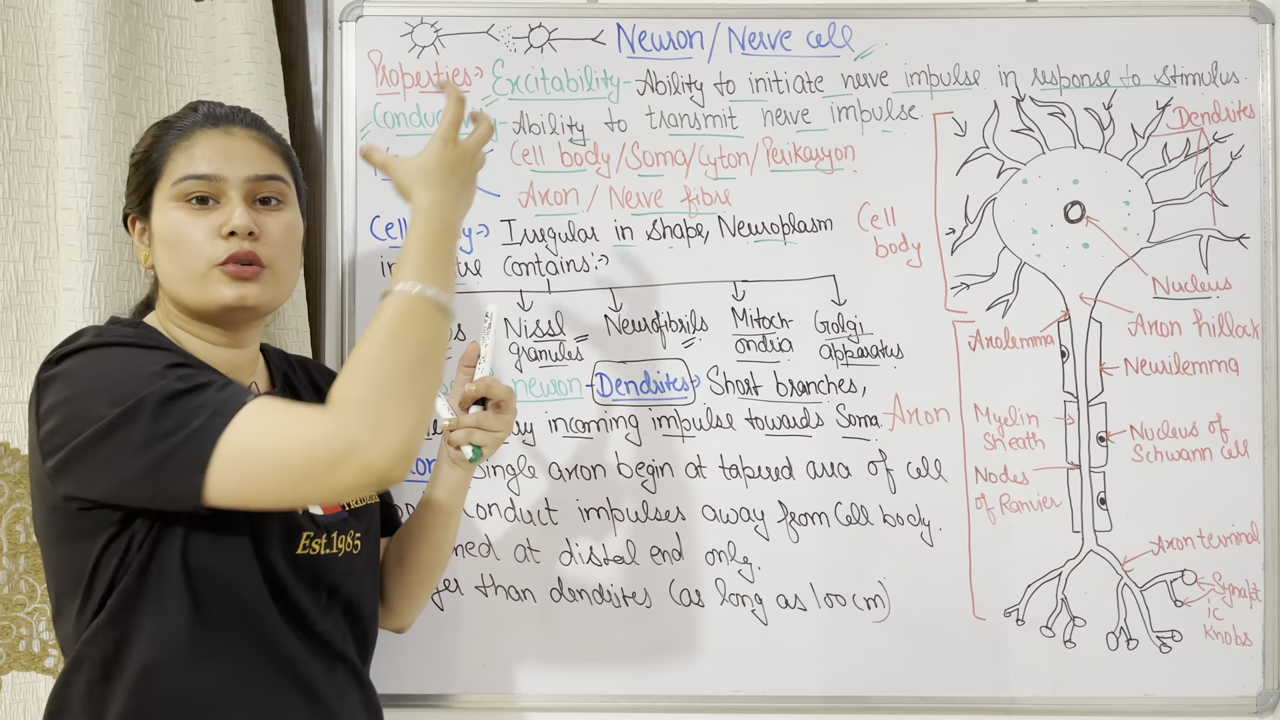 Neuron/Nerve cell
Properties:> Excitability - Ability to initiate nerve impulse in response to stimulus.
- Ability to transmit nerve impulse.
Cell body/Soma/Cyton/Perikaryon
Axon/Nerve fibre
Irregular in shape, Neuroplasm
contains:>
Nissl granules
Neurofibrils
Mitochondria
Golgi apparatus
neuron - Dendrites> Short branches,
incoming impulse towards Soma.
single axon begin at tapered area of cell
conduct impulses away from Cell body.
at distal end only.
than dendrites (as long as 100 cm)
Dendrites
Cell body
Nucleus
Axon hillock
Axolemma
Neurilemma
Axon
Myelin Sheath
Nucleus of Schwann cell
Nodes of Ranvier
Axon terminal
Synaptic Knobs
TRIDENT
Est.1985